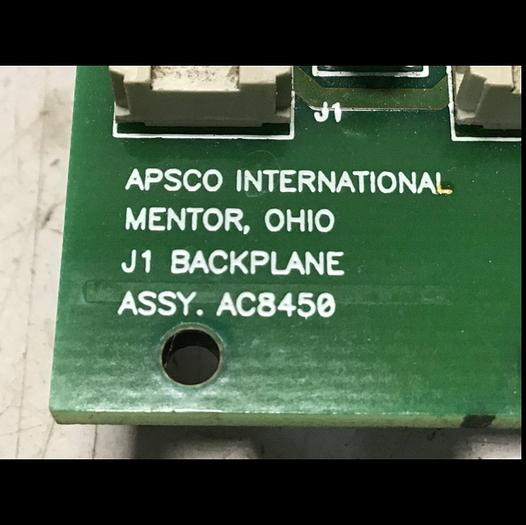 J1
APSCO INTERNATIONAL
MENTOR, OHIO
J1 BACKPLANE
ASSY. AC8450